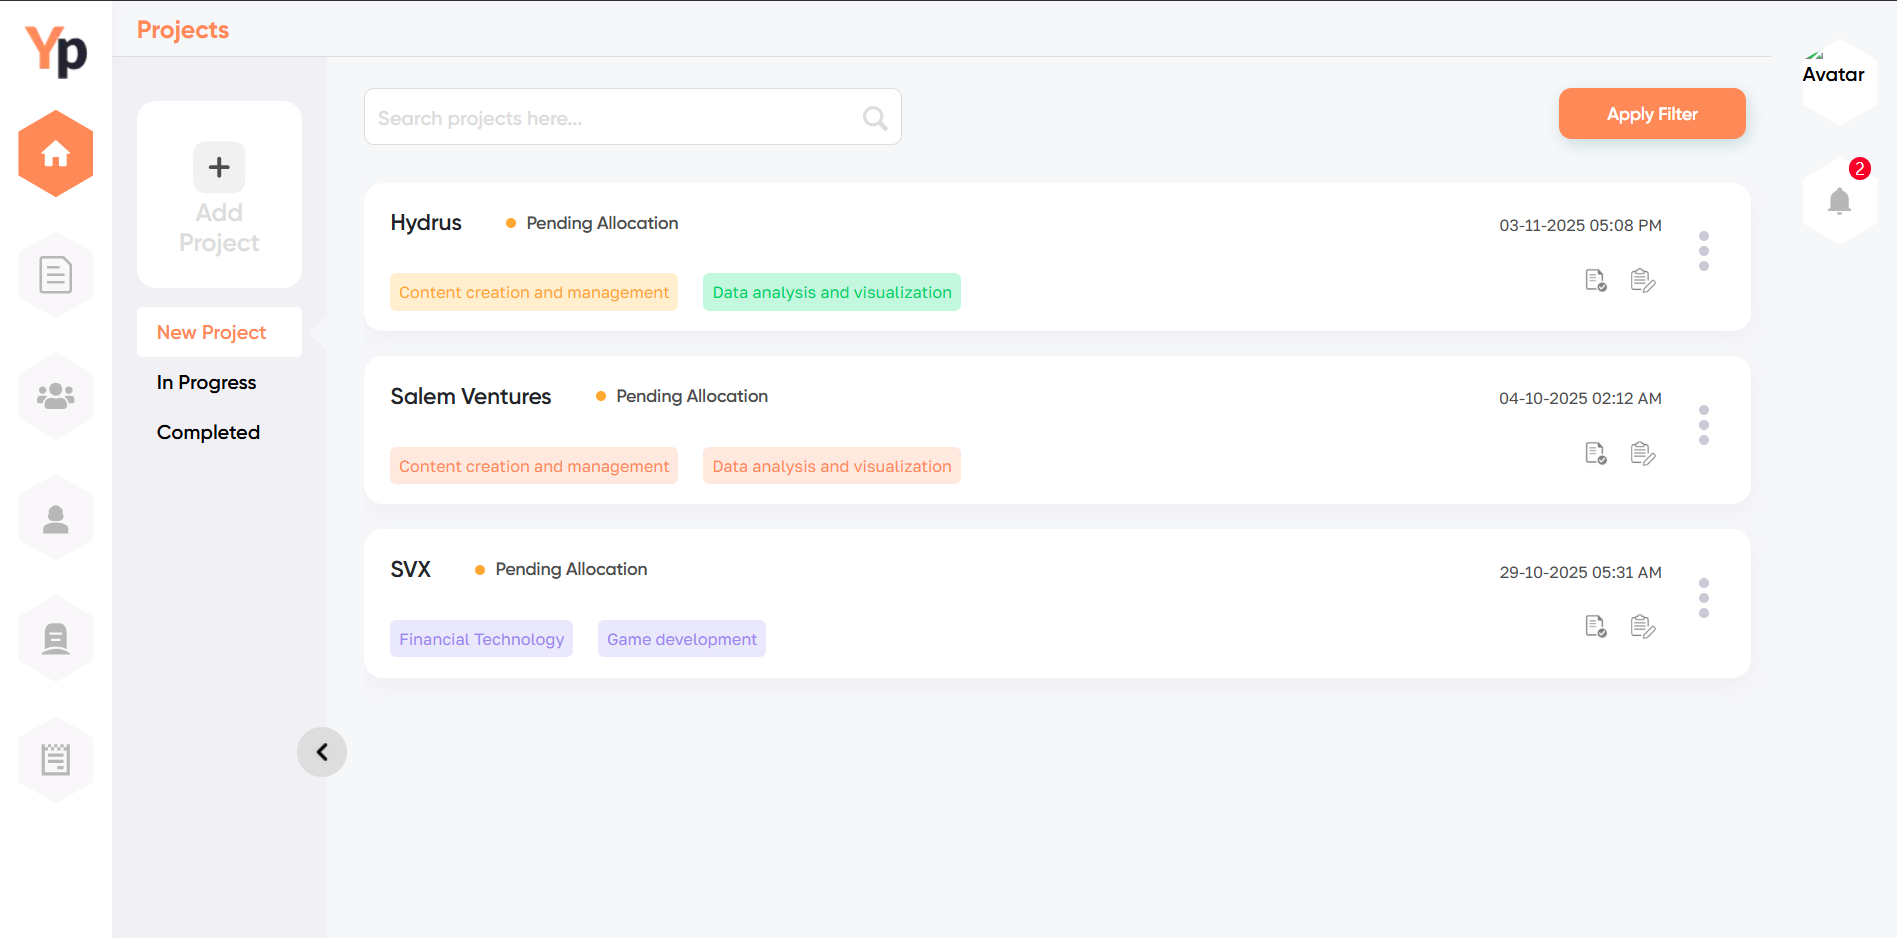 Yp
Projects
Avatar
Search projects here...
Apply Filter
2
Add
Project
New Project
In Progress
Completed
Hydrus
Pending Allocation
03-11-2025 05:08 PM
Content creation and management
Data analysis and visualization
Salem Ventures
Pending Allocation
04-10-2025 02:12 AM
Content creation and management
Data analysis and visualization
SVX
Pending Allocation
29-10-2025 05:31 AM
Financial Technology
Game development